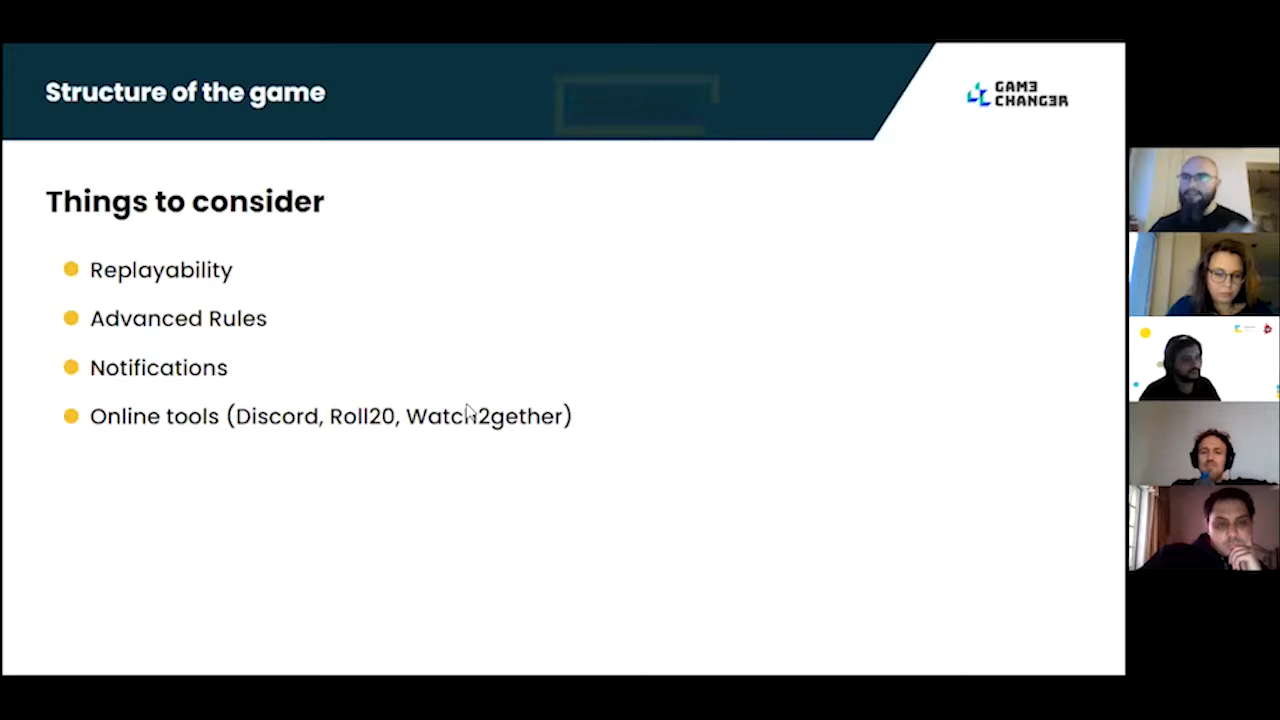 Structure of the game
GAM3
CHANG3R
Things to consider
Replayability
Advanced Rules
Notifications
Online tools (Discord, Roll20, Watch2gether)